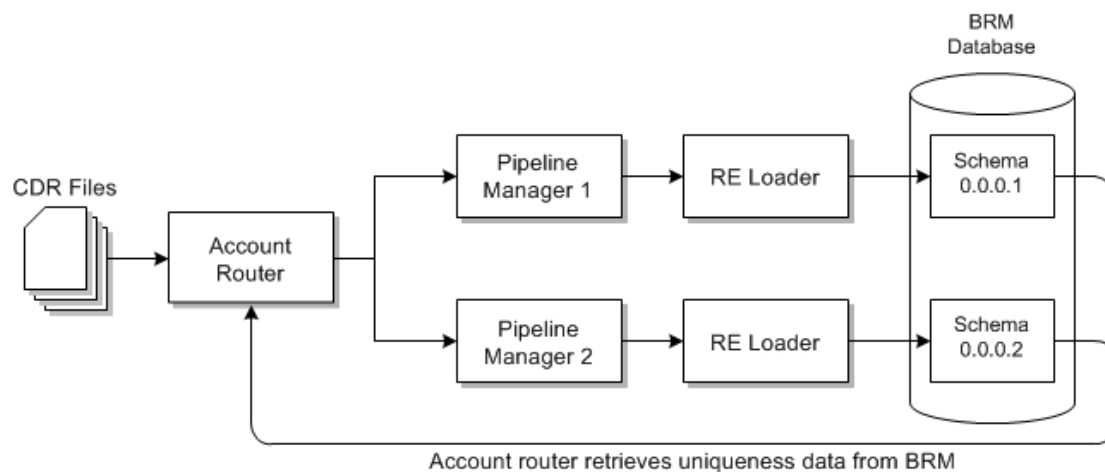 BRM
Database
CDR Files
Account
Router
Pipeline
Manager 1
RE Loader
Schema
0.0.0.1
Pipeline
Manager 2
RE Loader
Schema
0.0.0.2
Account router retrieves uniqueness data from BRM